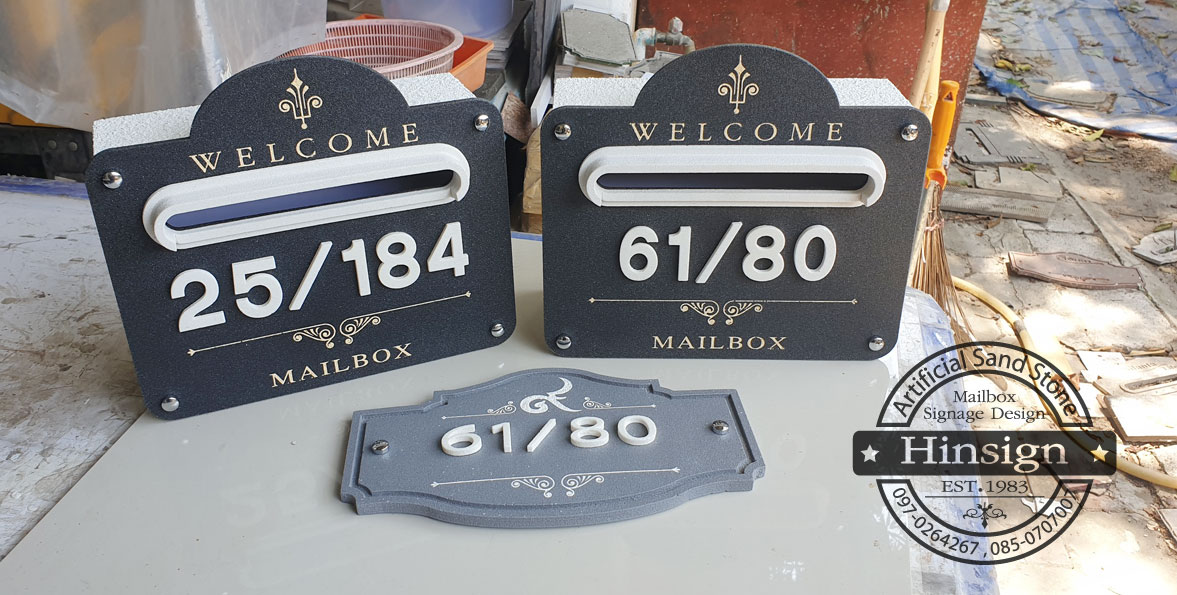 WELCOME
25/184
MAILBOX
WELCOME
61/80
MAILBOX
๙
61/80
Artificial Sand Stone
Mailbox
Signage Design
Hinsign
EST.1983
097-0264267 , 085-0707007